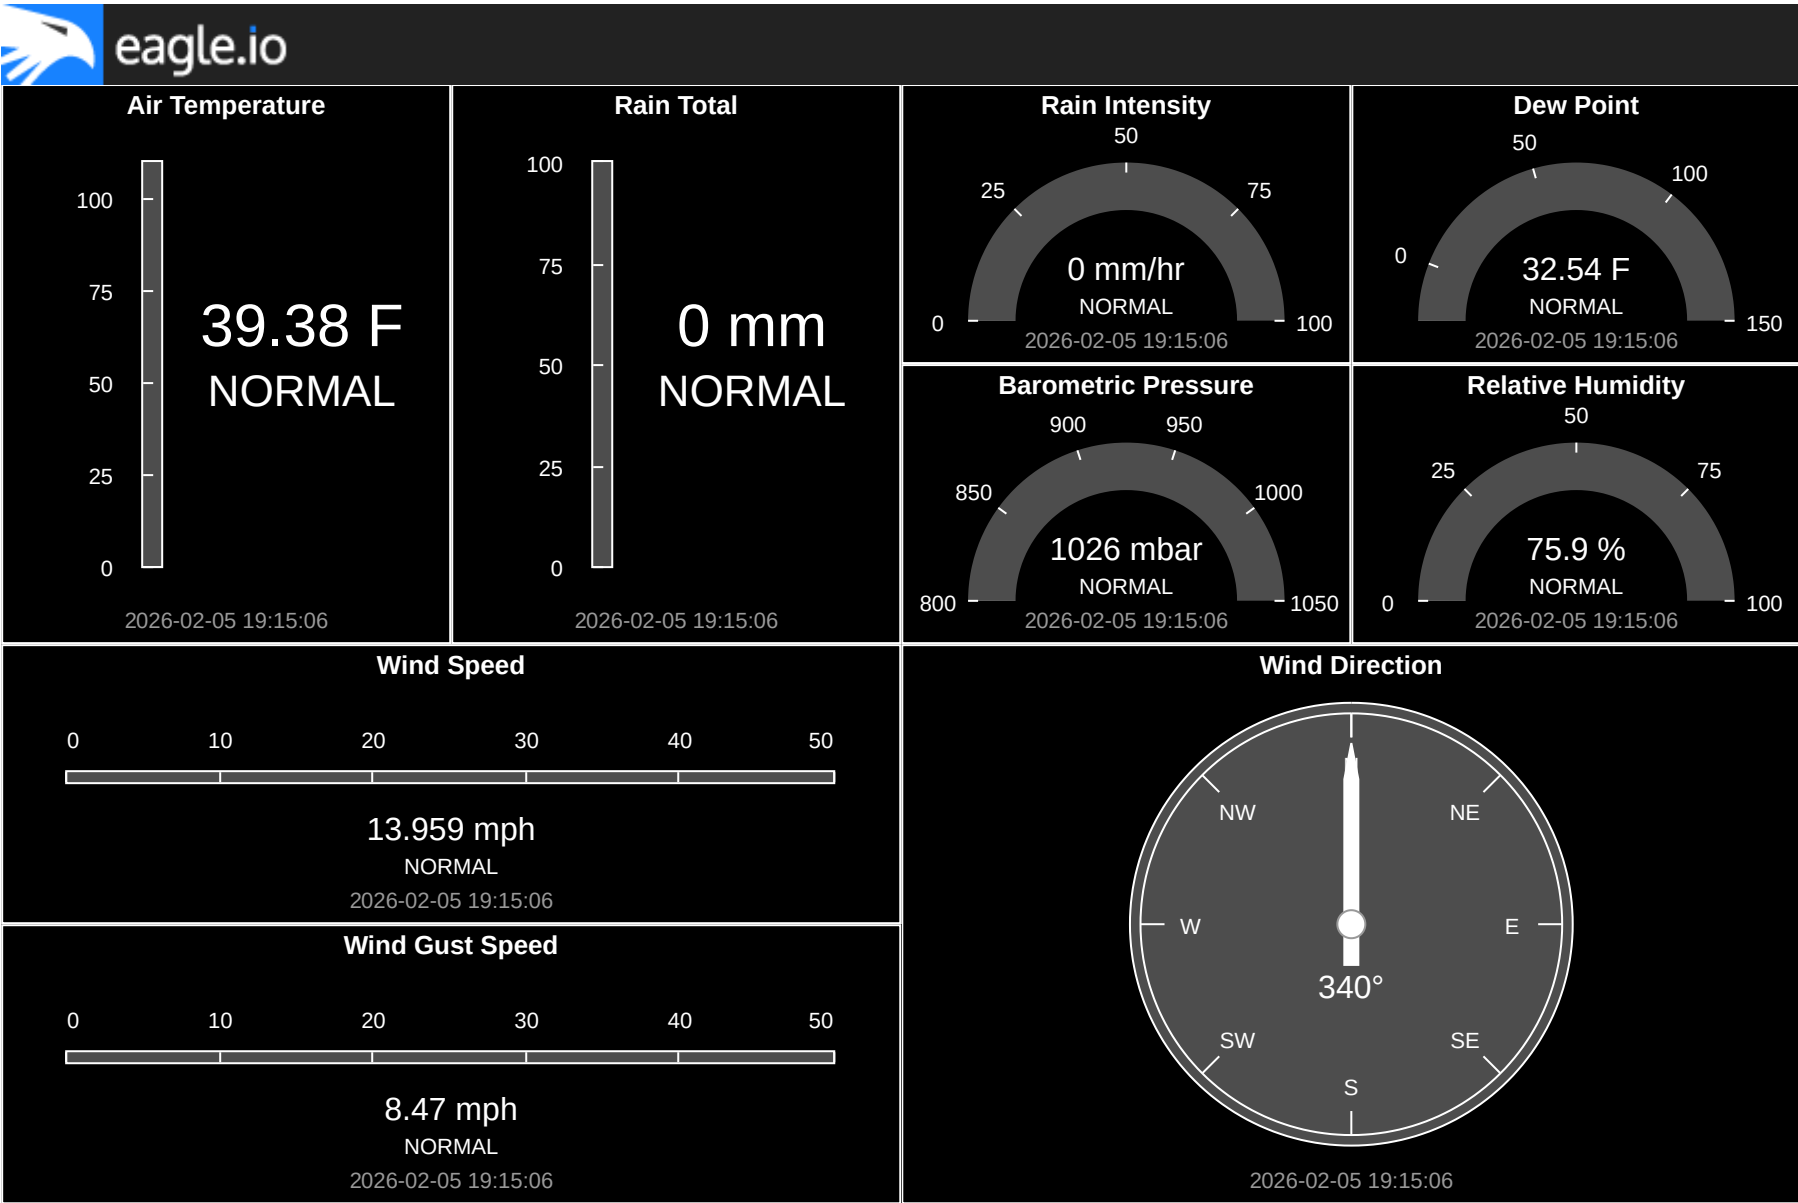 eagle.io
Air Temperature
100
75
50
25
0
39.38 F
NORMAL
2026-02-05 19:15:06
Rain Total
100
75
50
25
0
0 mm
NORMAL
2026-02-05 19:15:06
Rain Intensity
50
25
75
0
100
0 mm/hr
NORMAL
2026-02-05 19:15:06
Dew Point
50
100
0
150
32.54 F
NORMAL
2026-02-05 19:15:06
Barometric Pressure
900
950
850
1000
800
1050
1026 mbar
NORMAL
2026-02-05 19:15:06
Relative Humidity
50
25
75
0
100
75.9 %
NORMAL
2026-02-05 19:15:06
Wind Speed
0 10 20 30 40 50
13.959 mph
NORMAL
2026-02-05 19:15:06
Wind Gust Speed
0 10 20 30 40 50
8.47 mph
NORMAL
2026-02-05 19:15:06
Wind Direction
NW NE
W E
340°
SW SE
S
2026-02-05 19:15:06